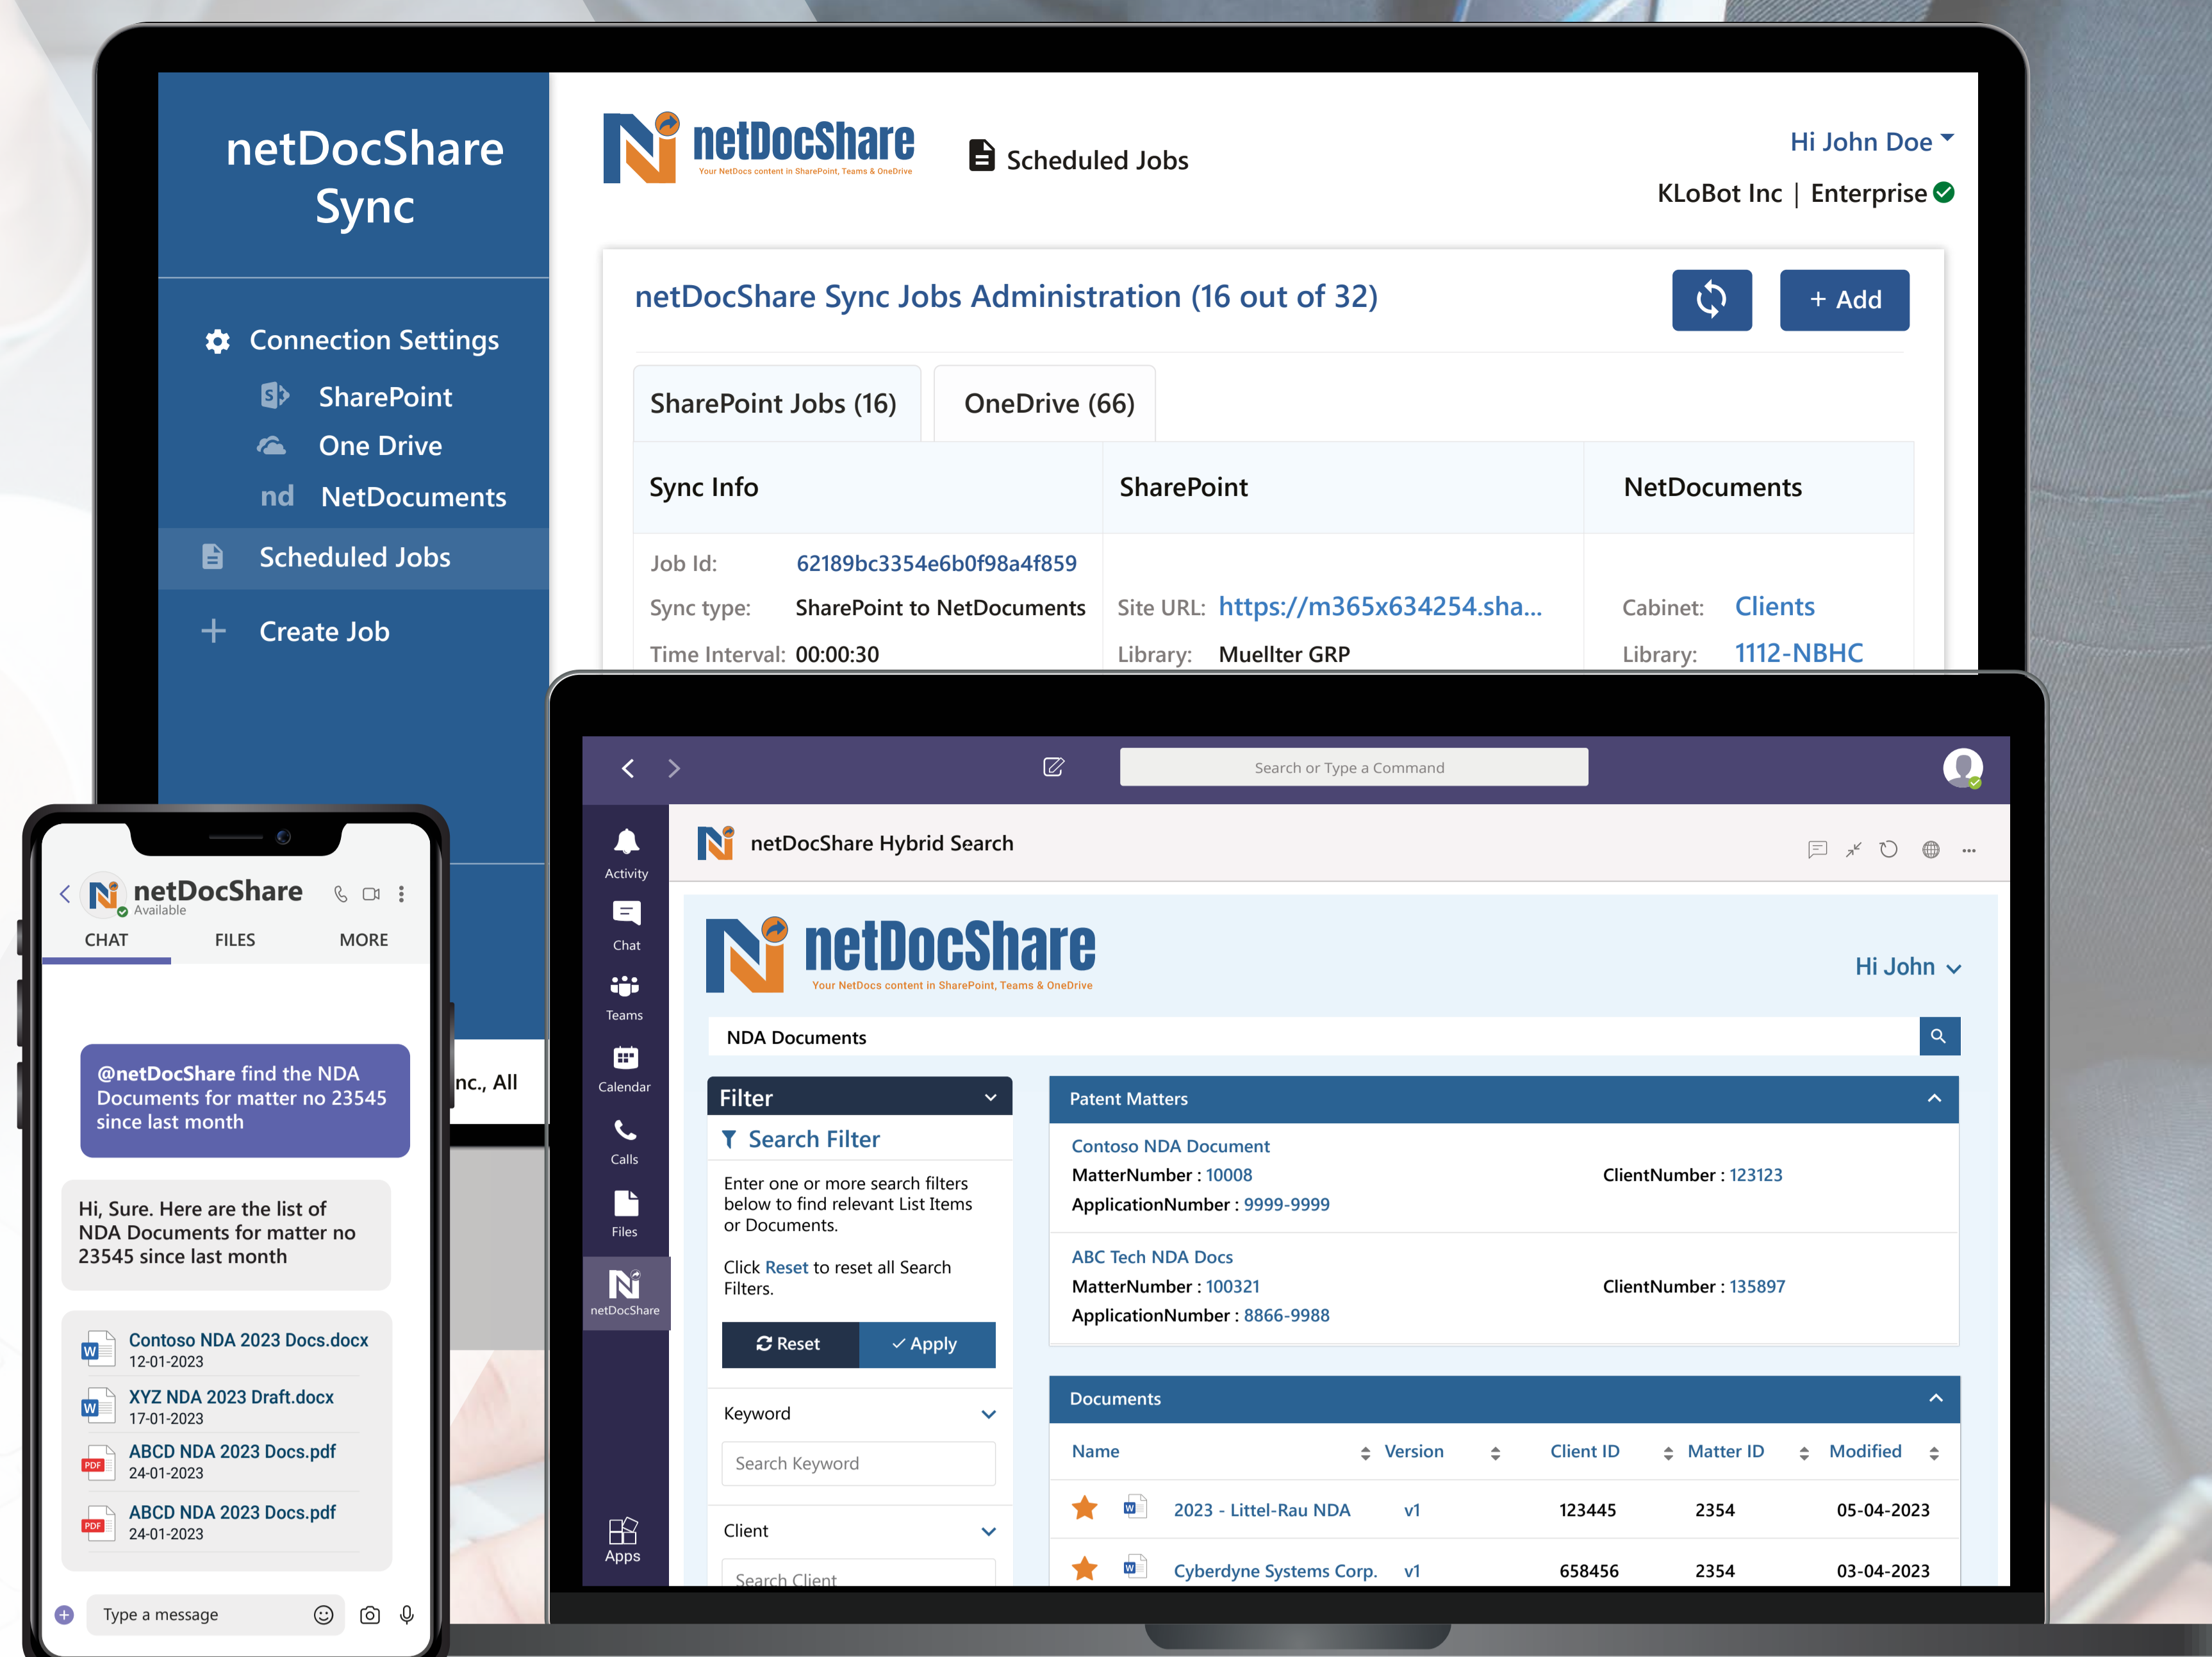 netDocShare
Sync
Connection Settings
SharePoint
One Drive
nd NetDocuments
Scheduled Jobs
Create Job
nc., All
netDocShare
Your NetDocs content in SharePoint, Teams & OneDrive
Scheduled Jobs
Hi John Doe
KLoBot Inc | Enterprise
netDocShare Sync Jobs Administration (16 out of 32)
+ Add
SharePoint Jobs (16) OneDrive (66)
Sync Info SharePoint NetDocuments
Job Id: 62189bc3354e6b0f98a4f859
Sync type: SharePoint to NetDocuments Site URL: https://m365x634254.sha... Cabinet: Clients
Time Interval: 00:00:30 Library: Muellter GRP Library: 1112-NBHC
netDocShare
Available
CHAT FILES MORE
@netDocShare find the NDA
Documents for matter no 23545
since last month
Hi, Sure. Here are the list of
NDA Documents for matter no
23545 since last month
Contoso NDA 2023 Docs.docx
12-01-2023
XYZ NDA 2023 Draft.docx
17-01-2023
ABCD NDA 2023 Docs.pdf
24-01-2023
ABCD NDA 2023 Docs.pdf
24-01-2023
Type a message
Search or Type a Command
Activity
Chat
Teams
Calendar
Calls
Files
netDocShare
Apps
netDocShare Hybrid Search
netDocShare
Your NetDocs content in SharePoint, Teams & OneDrive
Hi John
NDA Documents
Filter
Search Filter
Enter one or more search filters
below to find relevant List Items
or Documents.
Click Reset to reset all Search
Filters.
Reset Apply
Keyword
Search Keyword
Client
Search Client
Patent Matters
Contoso NDA Document
MatterNumber : 10008 ClientNumber : 123123
ApplicationNumber : 9999-9999
ABC Tech NDA Docs
MatterNumber : 100321 ClientNumber : 135897
ApplicationNumber : 8866-9988
Documents
Name Version Client ID Matter ID Modified
2023 - Littel-Rau NDA v1 123445 2354 05-04-2023
Cyberdyne Systems Corp. v1 658456 2354 03-04-2023